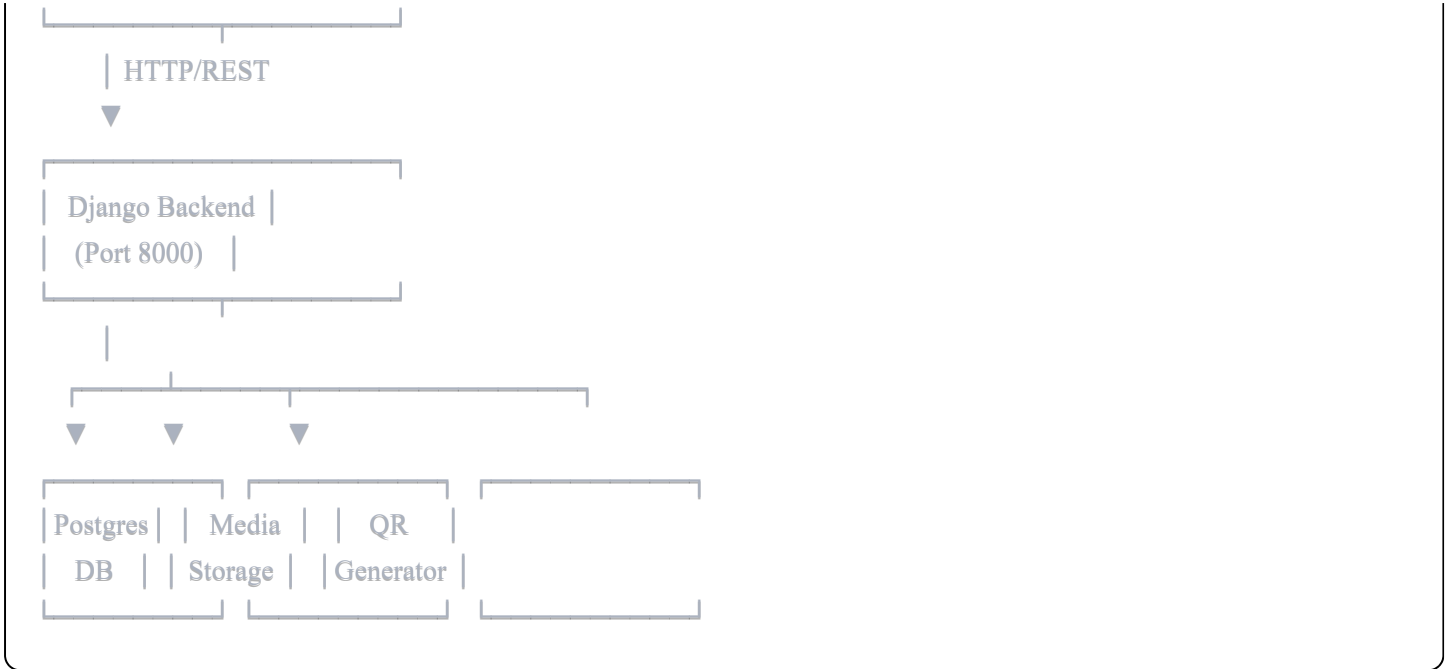 HTTP/REST
Django Backend
(Port 8000)
Postgres Media QR
DB Storage Generator